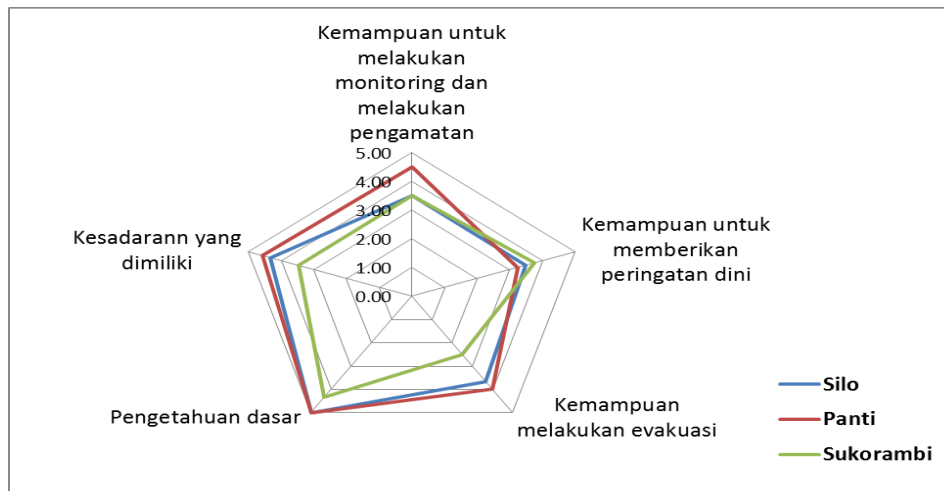 Kemampuan untuk
melakukan
monitoring dan
melakukan
pengamatan
5.00
4.00
3.00
2.00
1.00
0.00
Kemampuan untuk
memberikan
peringatan dini
Kemampuan
melakukan evakuasi
Pengetahuan dasar
Kesadarann yang
dimiliki
Silo
Panti
Sukorambi